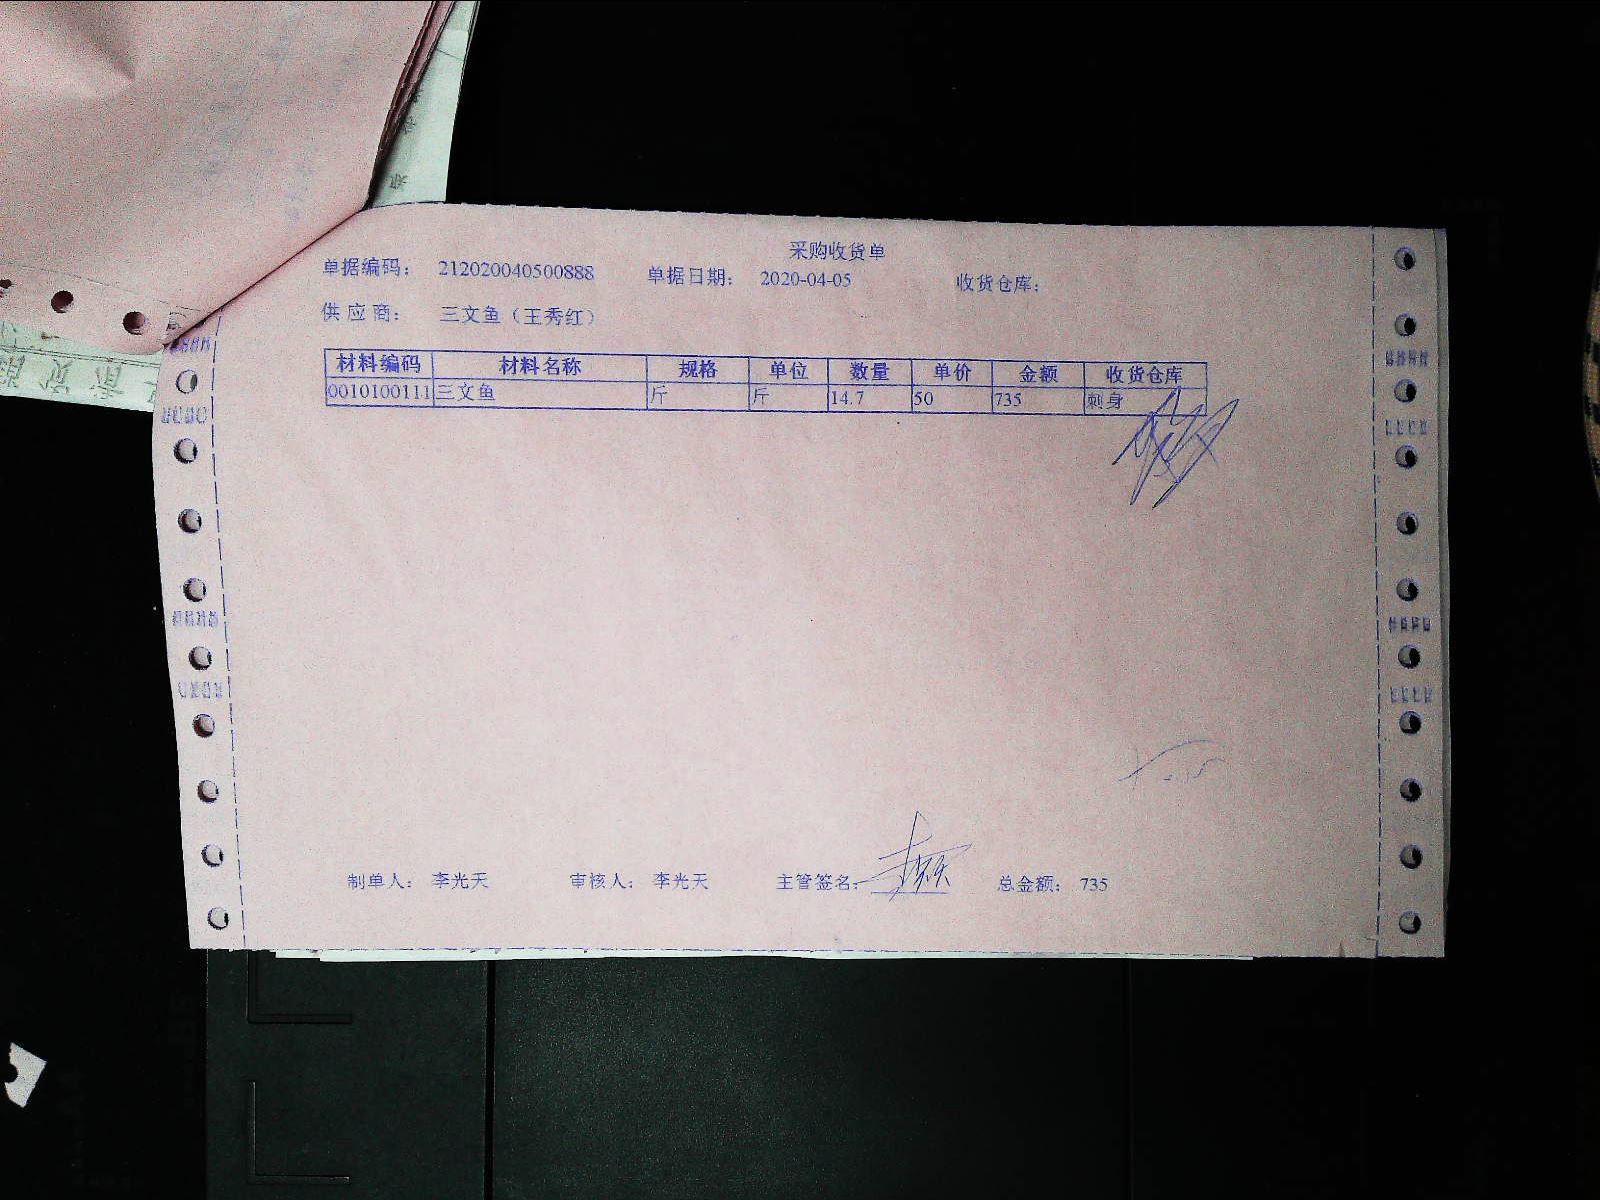 采购收货单
单据编码： 212020040500888 单据日期： 2020-04-05 收货仓库：
供应商： 三文鱼（王秀红）
材料编码 材料名称 规格 单位 数量 单价 金额 收货仓库
0010100111 三文鱼 斤 斤 14.7 50 735 刺身
制单人： 李光天 审核人： 李光天 主管签名： 总金额： 735